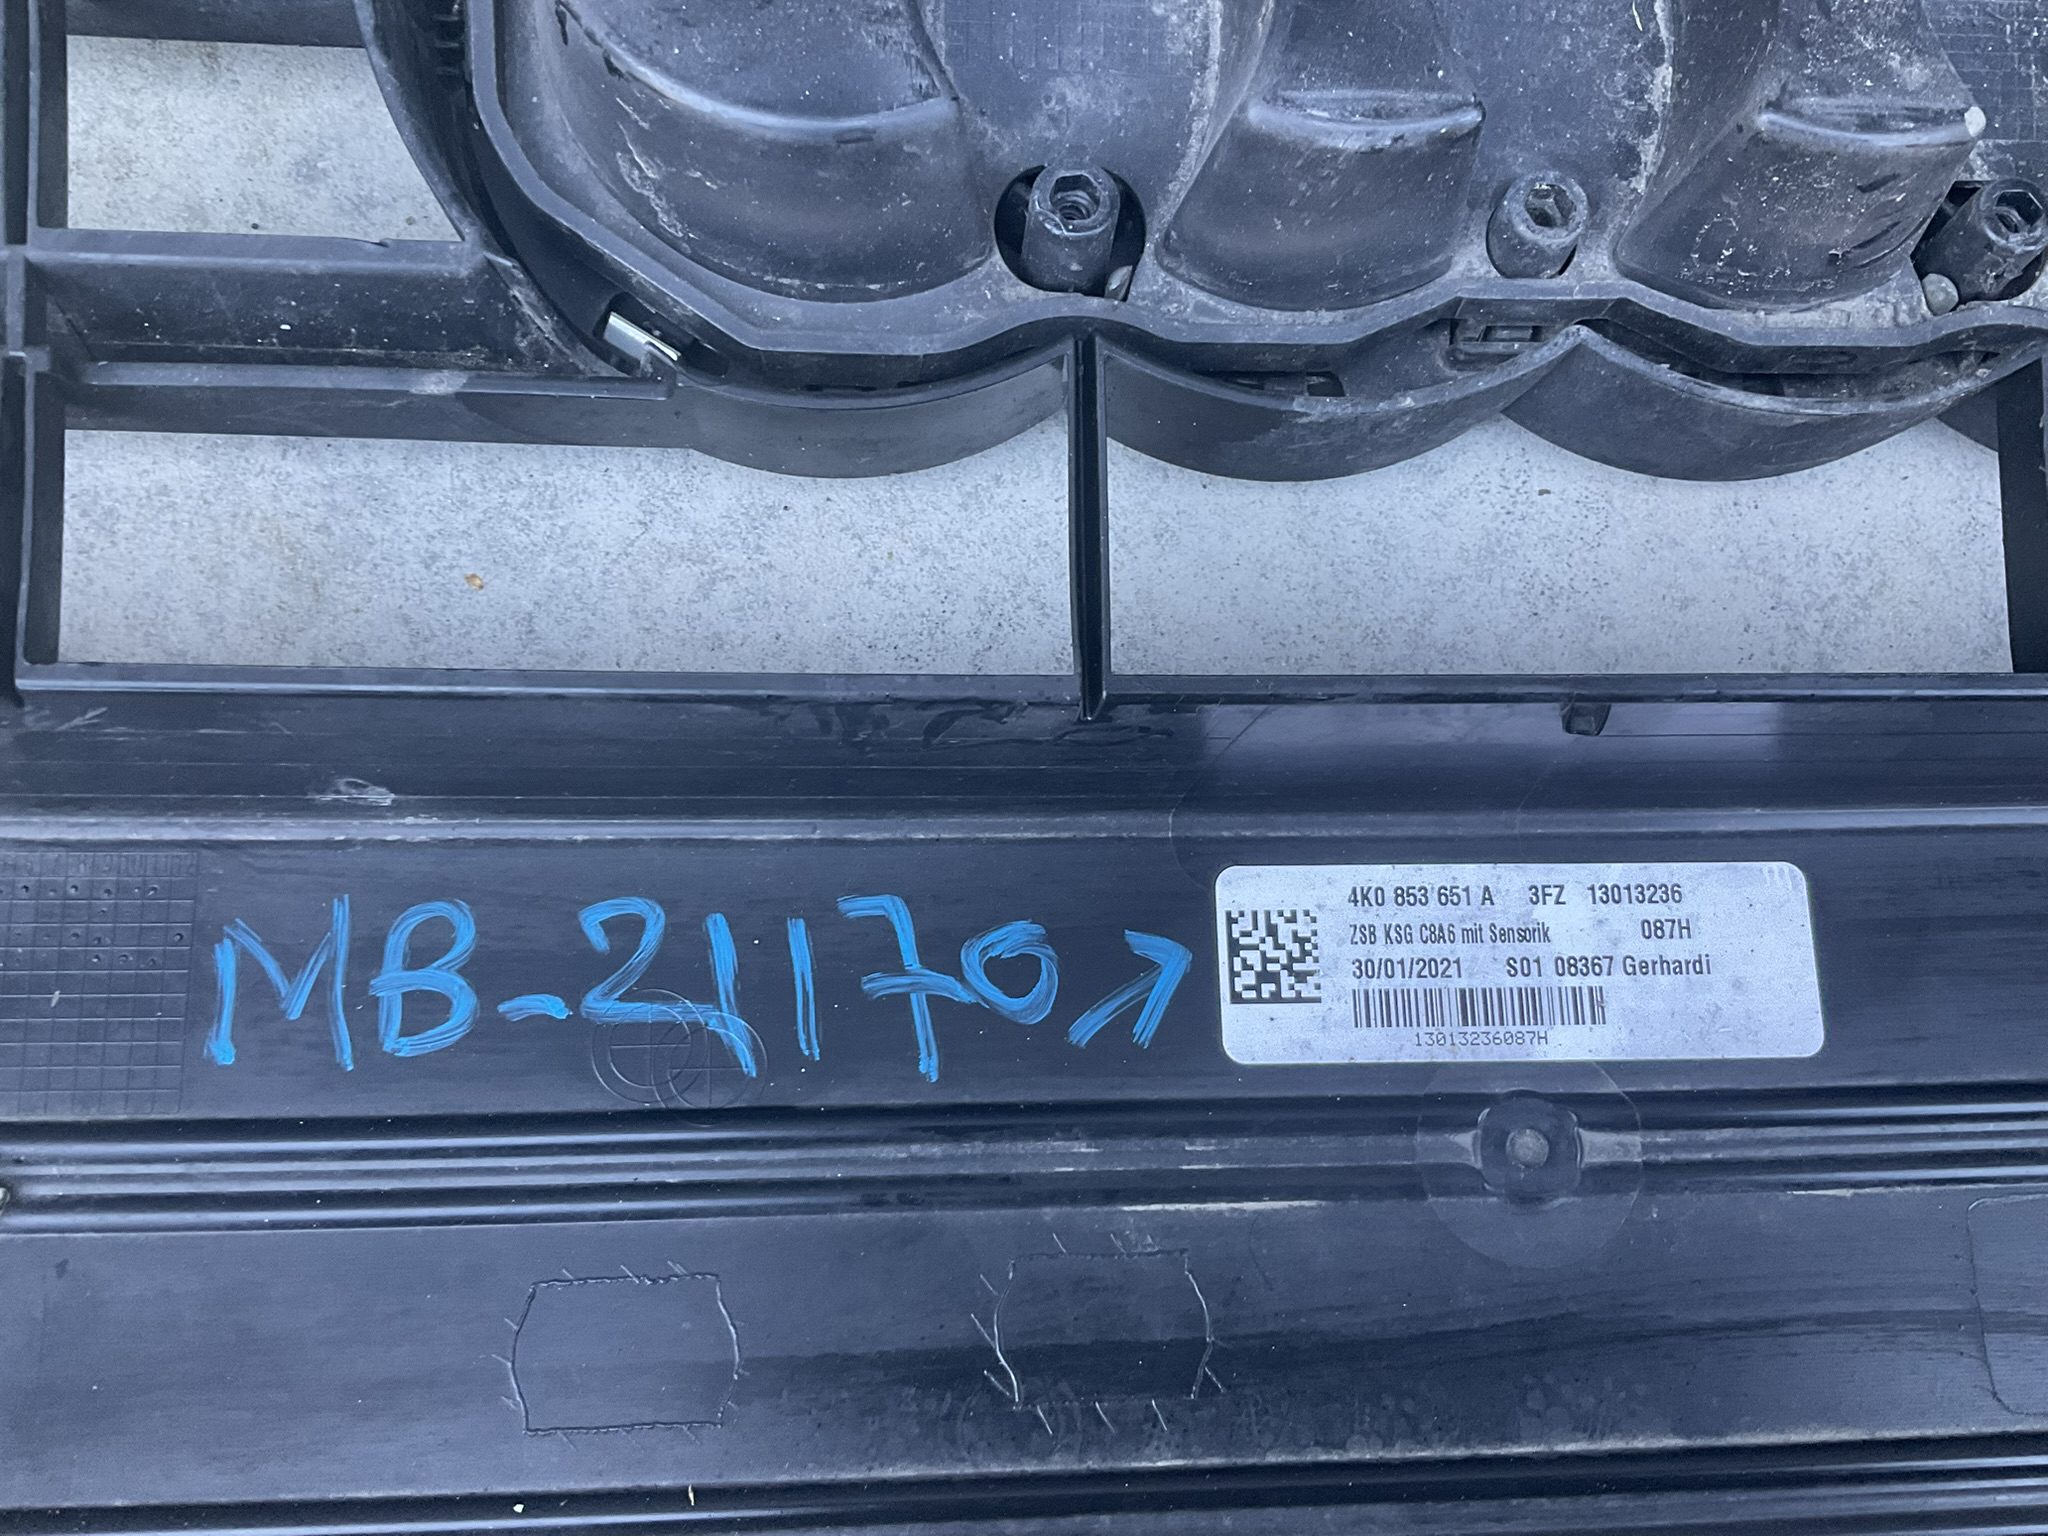 MB-21170
4K0 853 651 A 3FZ 13013236
ZSB KSG C8A6 mit Sensorik 087H
30/01/2021 S01 08367 Gerhardi
13013236087H